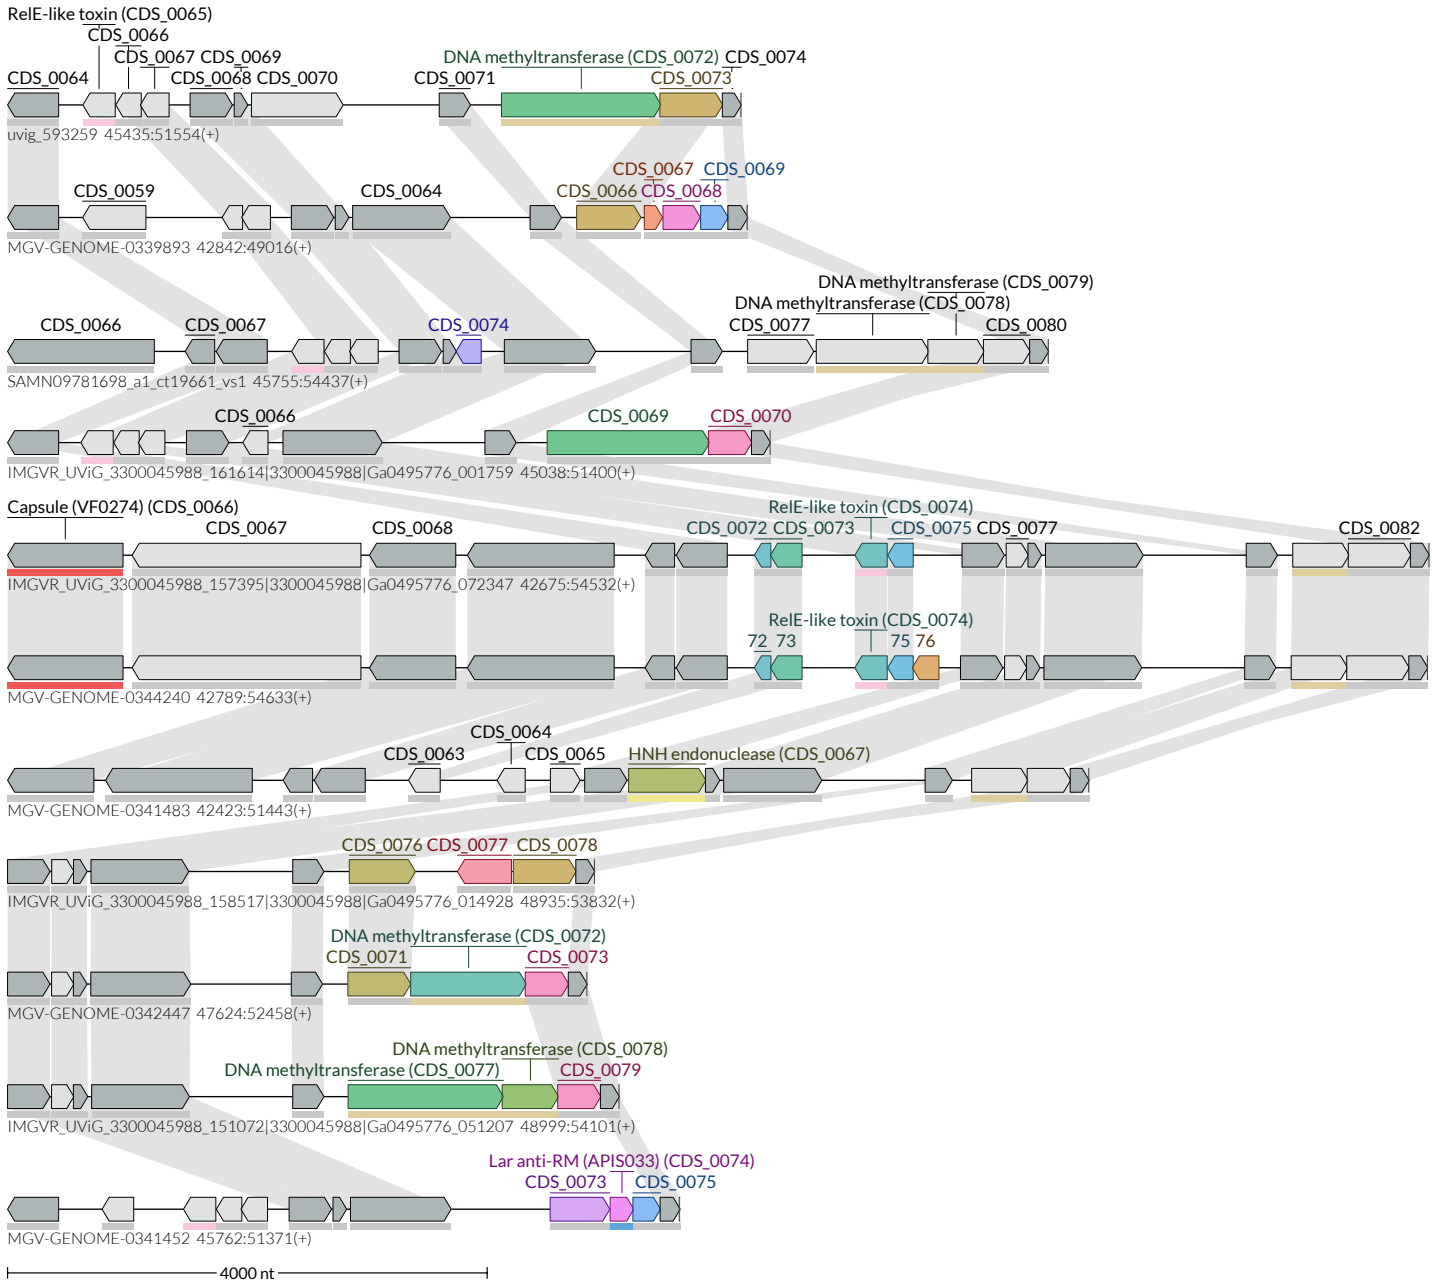 RelE-like toxin (CDS_0065)
CDS_0066
CDS_0067 CDS_0069 DNA methyltransferase (CDS_0072) CDS_0074
CDS_0064 CDS_0068 CDS_0070 CDS_0071 CDS_0073
uvig_593259 45435:51554(+)
CDS_0067 CDS_0069
CDS_0059 CDS_0064 CDS_0066 CDS_0068
MGV-GENOME-0339893 42842:49016(+)
DNA methyltransferase (CDS_0079)
DNA methyltransferase (CDS_0078)
CDS_0066 CDS_0067 CDS_0074 CDS_0077 CDS_0080
SAMN09781698_a1_ct19661_vs1 45755:54437(+)
CDS_0066 CDS_0069 CDS_0070
IMGVR_UViG_3300045988_161614|3300045988|Ga0495776_001759 45038:51400(+)
Capsule (VF0274) (CDS_0066) RelE-like toxin (CDS_0074)
CDS_0067 CDS_0068 CDS_0072 CDS_0073 CDS_0075 CDS_0077 CDS_0082
IMGVR_UViG_3300045988_157395|3300045988|Ga0495776_072347 42675:54532(+)
RelE-like toxin (CDS_0074)
72 73 75 76
MGV-GENOME-0344240 42789:54633(+)
CDS_0064
CDS_0063 CDS_0065 HNH endonuclease (CDS_0067)
MGV-GENOME-0341483 42423:51443(+)
CDS_0076 CDS_0077 CDS_0078
IMGVR_UViG_3300045988_158517|3300045988|Ga0495776_014928 48935:53832(+)
DNA methyltransferase (CDS_0072)
CDS_0071 CDS_0073
MGV-GENOME-0342447 47624:52458(+)
DNA methyltransferase (CDS_0078)
DNA methyltransferase (CDS_0077) CDS_0079
IMGVR_UViG_3300045988_151072|3300045988|Ga0495776_051207 48999:54101(+)
Lar anti-RM (APIS033) (CDS_0074)
CDS_0073 CDS_0075
MGV-GENOME-0341452 45762:51371(+)
4000 nt